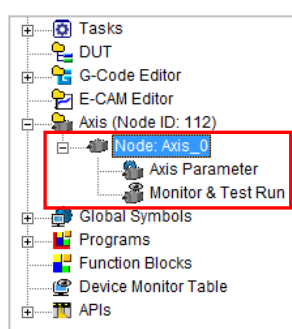 Tasks
DUT
G-Code Editor
E-CAM Editor
Axis (Node ID: 112)
Node: Axis_0
Axis Parameter
Monitor & Test Run
Global Symbols
Programs
Function Blocks
Device Monitor Table
APIs